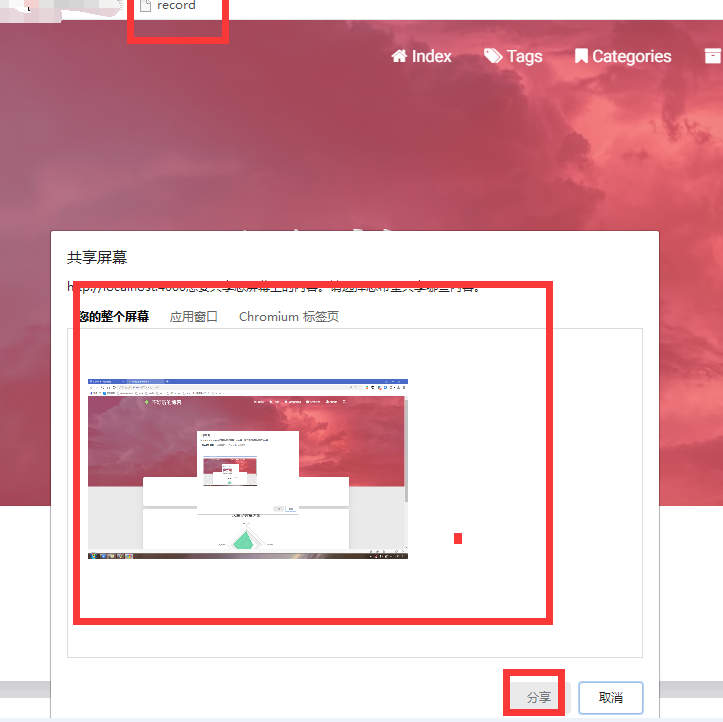 record
Index Tags Categories
共享屏幕
http://localhost:4000想要共享您屏幕上的内容。请选择您希望共享哪些内容。
您的整个屏幕 应用窗口 Chromium 标签页
分享 取消